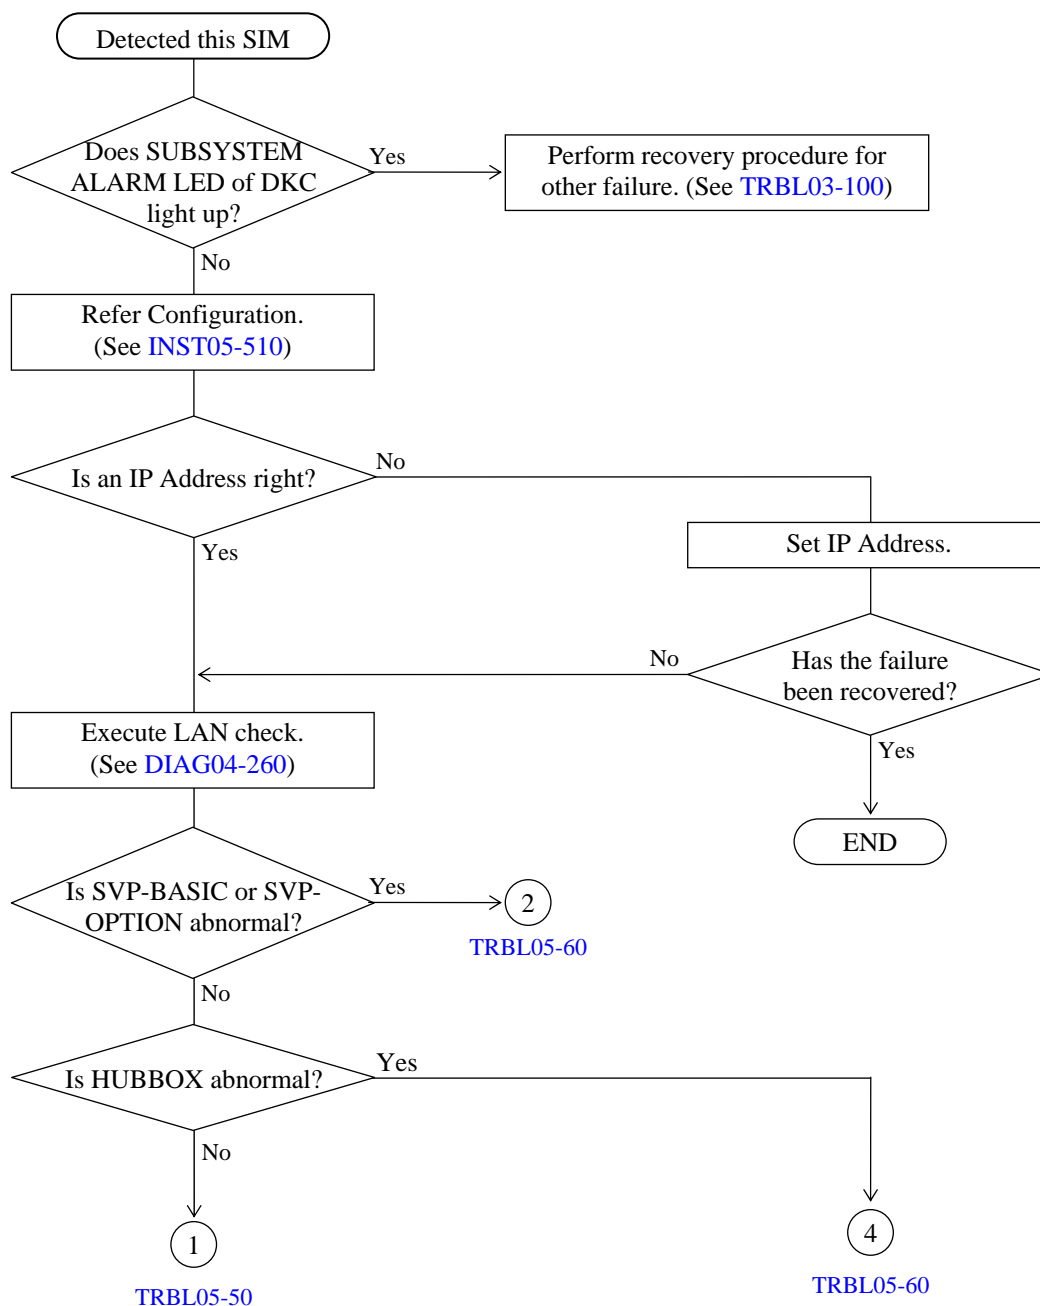 Detected this SIM
Does SUBSYSTEM
ALARM LED of DKC
light up?
Yes
Perform recovery procedure for
other failure. (See TRBL03-100)
No
Refer Configuration.
(See INST05-510)
Is an IP Address right?
No
Yes
Set IP Address.
Has the failure
been recovered?
No
Yes
END
Execute LAN check.
(See DIAG04-260)
Is SVP-BASIC or SVP-
OPTION abnormal?
Yes
2
TRBL05-60
No
Is HUBBOX abnormal?
Yes
No
1
TRBL05-50
4
TRBL05-60